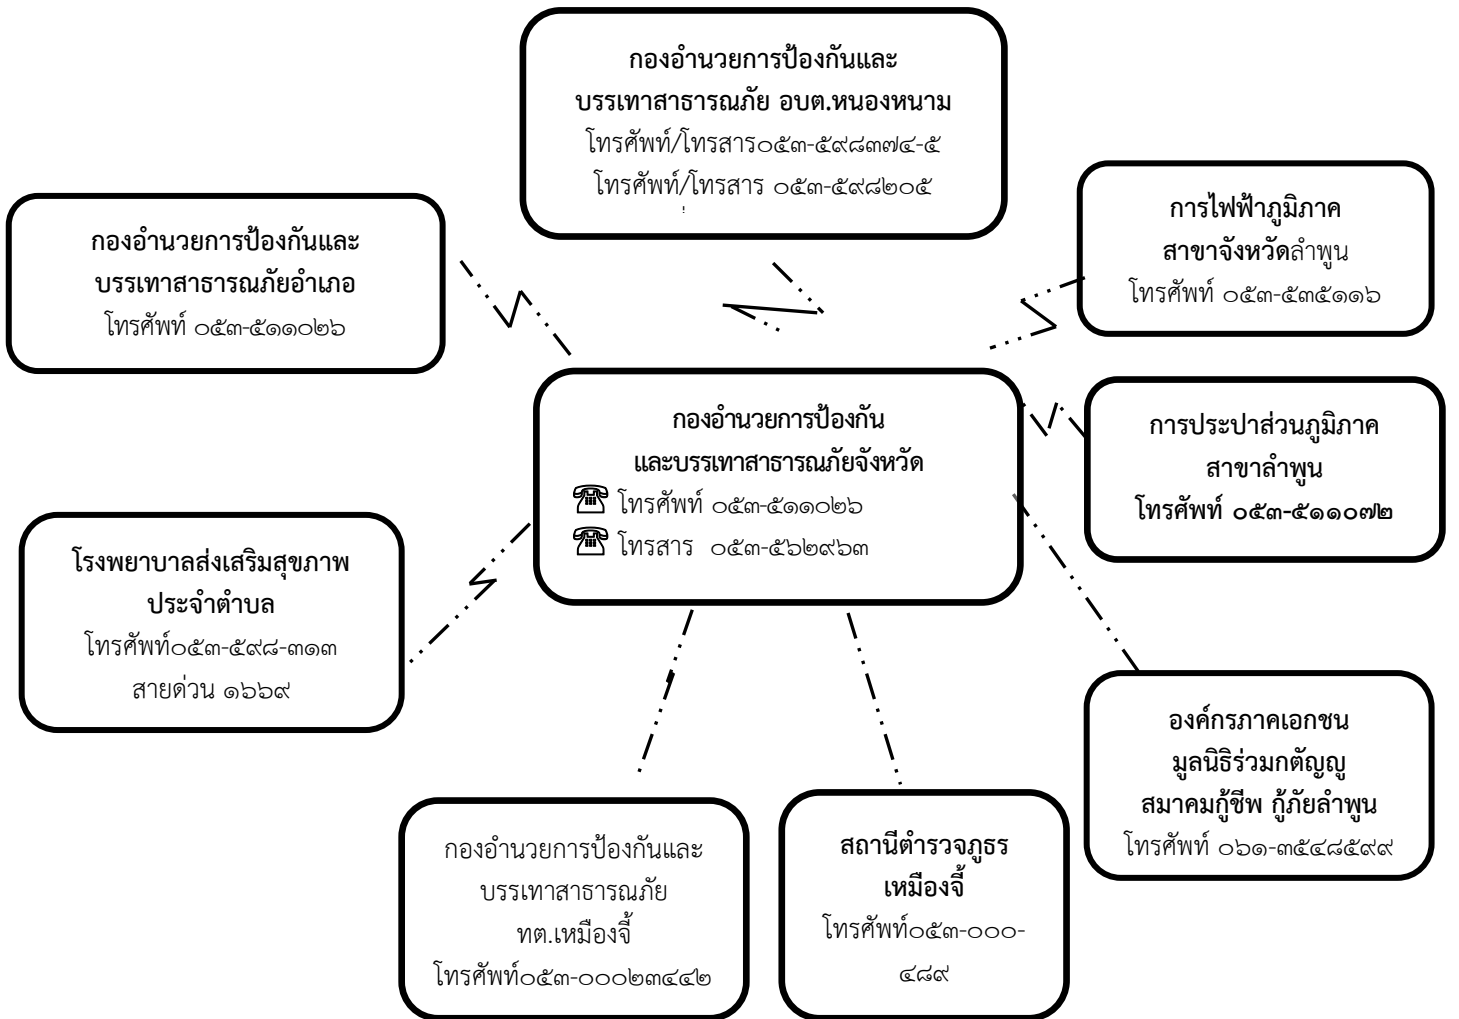 กองอำนวยการป้องกันและ
บรรเทาสาธารณภัย อบต.หนองหนาม
โทรศัพท์/โทรสาร๐๕๓-๕๙๘๓๗๔-๕
โทรศัพท์/โทรสาร ๐๕๓-๕๙๘๒๐๕
กองอำนวยการป้องกันและ
บรรเทาสาธารณภัยอำเภอ
โทรศัพท์ ๐๕๓-๕๑๑๐๒๖
การไฟฟ้าภูมิภาค
สาขาจังหวัดลำพูน
โทรศัพท์ ๐๕๓-๕๓๕๑๑๖
กองอำนวยการป้องกัน
และบรรเทาสาธารณภัยจังหวัด
โทรศัพท์ ๐๕๓-๕๑๑๐๒๖
โทรสาร ๐๕๓-๕๖๒๙๖๓
การประปาส่วนภูมิภาค
สาขาลำพูน
โทรศัพท์ ๐๕๓-๕๑๑๐๗๒
โรงพยาบาลส่งเสริมสุขภาพ
ประจำตำบล
โทรศัพท์๐๕๓-๕๙๘-๓๑๓
สายด่วน ๑๖๖๙
องค์กรภาคเอกชน
มูลนิธิร่วมกตัญญู
สมาคมกู้ชีพ กู้ภัยลำพูน
โทรศัพท์ ๐๖๑-๓๕๔๘๕๙๙
กองอำนวยการป้องกันและ
บรรเทาสาธารณภัย
ทต.เหมืองจี้
โทรศัพท์๐๕๓-๐๐๐๒๓๔๔๒
สถานีตำรวจภูธร
เหมืองจี้
โทรศัพท์๐๕๓-๐๐๐-
๔๘๙